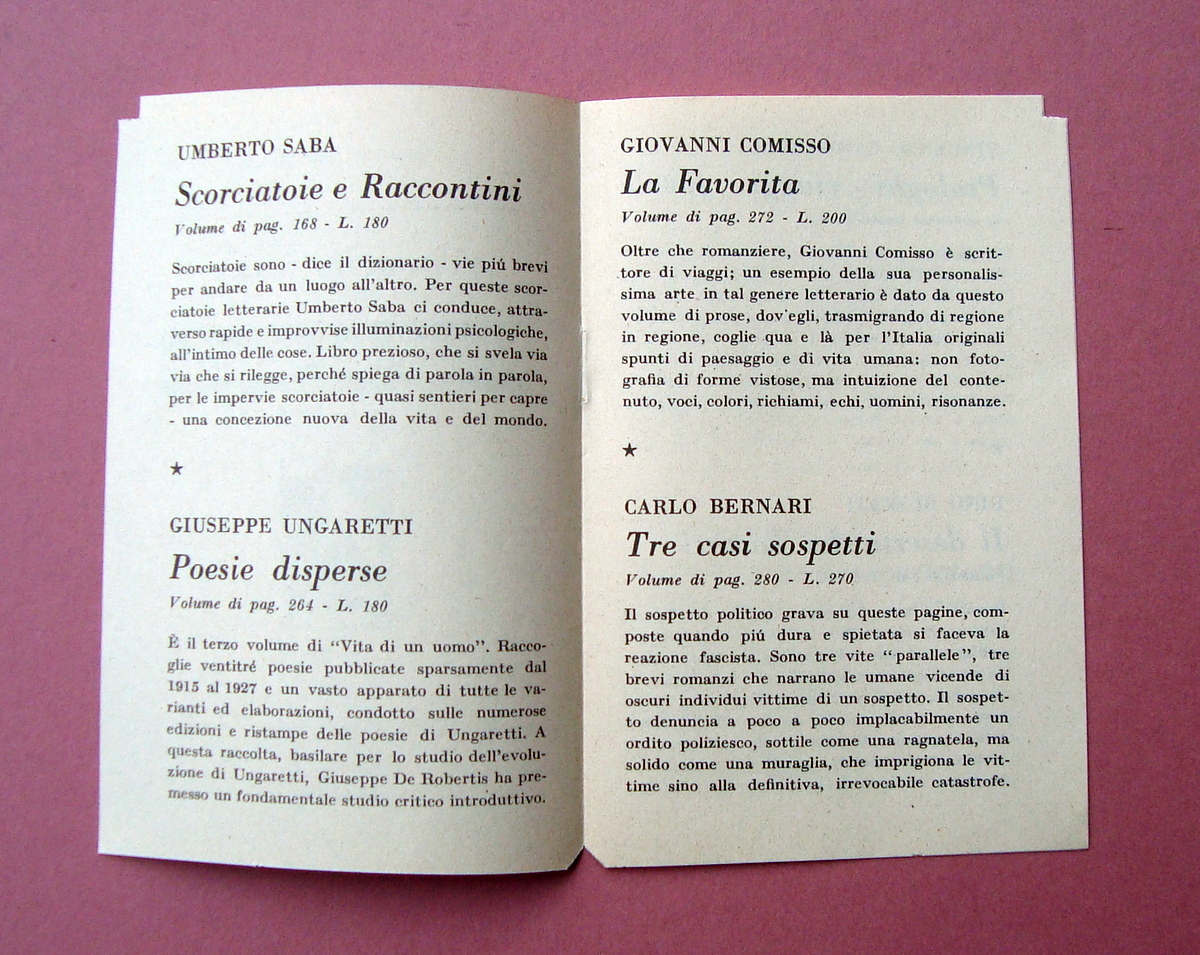 UMBERTO SABA
Scorciatoie e Raccontini
Volume di pag. 168 - L. 180
Scorciatoie sono - dice il dizionario - vie piú brevi
per andare da un luogo all'altro. Per queste scor-
ciatoie letterarie Umberto Saba ci conduce, attra-
verso rapide e improvvise illuminazioni psicologiche,
all'intimo delle cose. Libro prezioso, che si svela via
via che si rilegge, perché spiega di parola in parola,
per le impervie scorciatoie - quasi sentieri per capre
- una concezione nuova della vita e del mondo.
★
GIUSEPPE UNGARETTI
Poesie disperse
Volume di pag. 264 - L. 180
È il terzo volume di “Vita di un uomo”. Racco-
glie ventitré poesie pubblicate sparsamente dal
1915 al 1927 e un vasto apparato di tutte le va-
rianti ed elaborazioni, condotto sulle numerose
edizioni e ristampe delle poesie di Ungaretti. A
questa raccolta, basilare per lo studio dell'evolu-
zione di Ungaretti, Giuseppe De Robertis ha pre-
messo un fondamentale studio critico introduttivo.
GIOVANNI COMISSO
La Favorita
Volume di pag. 272 - L. 200
Oltre che romanziere, Giovanni Comisso è scrit-
tore di viaggi; un esempio della sua personalis-
sima arte in tal genere letterario è dato da questo
volume di prose, dov'egli, trasmigrando di regione
in regione, coglie qua e là per l'Italia originali
spunti di paesaggio e di vita umana: non foto-
grafia di forme vistose, ma intuizione del conte-
nuto, voci, colori, richiami, echi, uomini, risonanze.
★
CARLO BERNARI
Tre casi sospetti
Volume di pag. 280 - L. 270
Il sospetto politico grava su queste pagine, com-
poste quando piú dura e spietata si faceva la
reazione fascista. Sono tre vite “parallele”, tre
brevi romanzi che narrano le umane vicende di
oscuri individui vittime di un sospetto. Il sospet-
to denuncia a poco a poco implacabilmente un
ordito poliziesco, sottile come una ragnatela, ma
solido come una muraglia, che imprigiona le vit-
time sino alla definitiva, irrevocabile catastrofe.